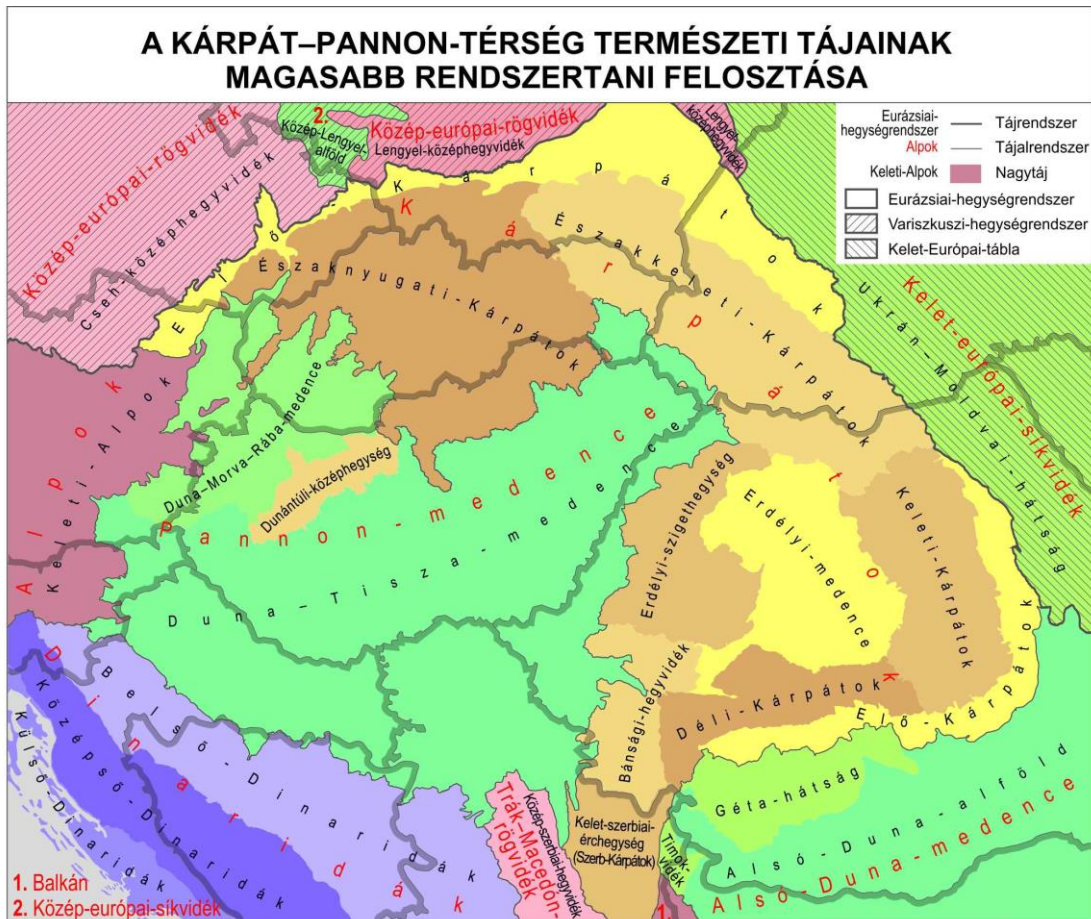 A KÁRPÁT–PANNON-TÉRSÉG TERMÉSZETI TÁJAINAK
MAGASABB RENDSZERTANI FELOSZTÁSA
Eurázsiai-
hegységrendszer
Tájrendszer
Alpok
Tájalrendszer
Keleti-Alpok
Nagytáj
Eurázsiai-hegységrendszer
Variszkuszi-hegységrendszer
Kelet-Európai-tábla
2.
Közép-Lengyel-
alföld
Közép-európai-rögvidék
Lengyel-középhegyvidék
Lengyel-
középhegyvidék
Közép-európai-rögvidék
Cseh-középhegyvidék
Elő-Kárpátok
Kárpátok
Északnyugati-Kárpátok
Északkeleti-Kárpátok
Kelet-európai-síkvidék
Ukrán-Moldvai-hátság
Alpok
Keleti-Alpok
Duna–Morva–Rába-medence
Dunántúli-középhegység
Pannon-medence
Duna–Tisza-medence
Erdélyi-szigethegység
Erdélyi-medence
Keleti-Kárpátok
Bánsági-hegyvidék
Déli-Kárpátok
Elő-Kárpátok
Dinaridák
Belső-Dinaridák
Középső-Dinaridák
Külső-Dinaridák
Trák–Macedón-
rögvidék
Közép-szerbiai-hegyvidék
Kelet-szerbiai-
érchegység
(Szerb-Kárpátok)
Géta-hátság
Timok-
vidék
Alsó-Duna-alföld
Alsó-Duna-medence
1.
1. Balkán
2. Közép-európai-síkvidék